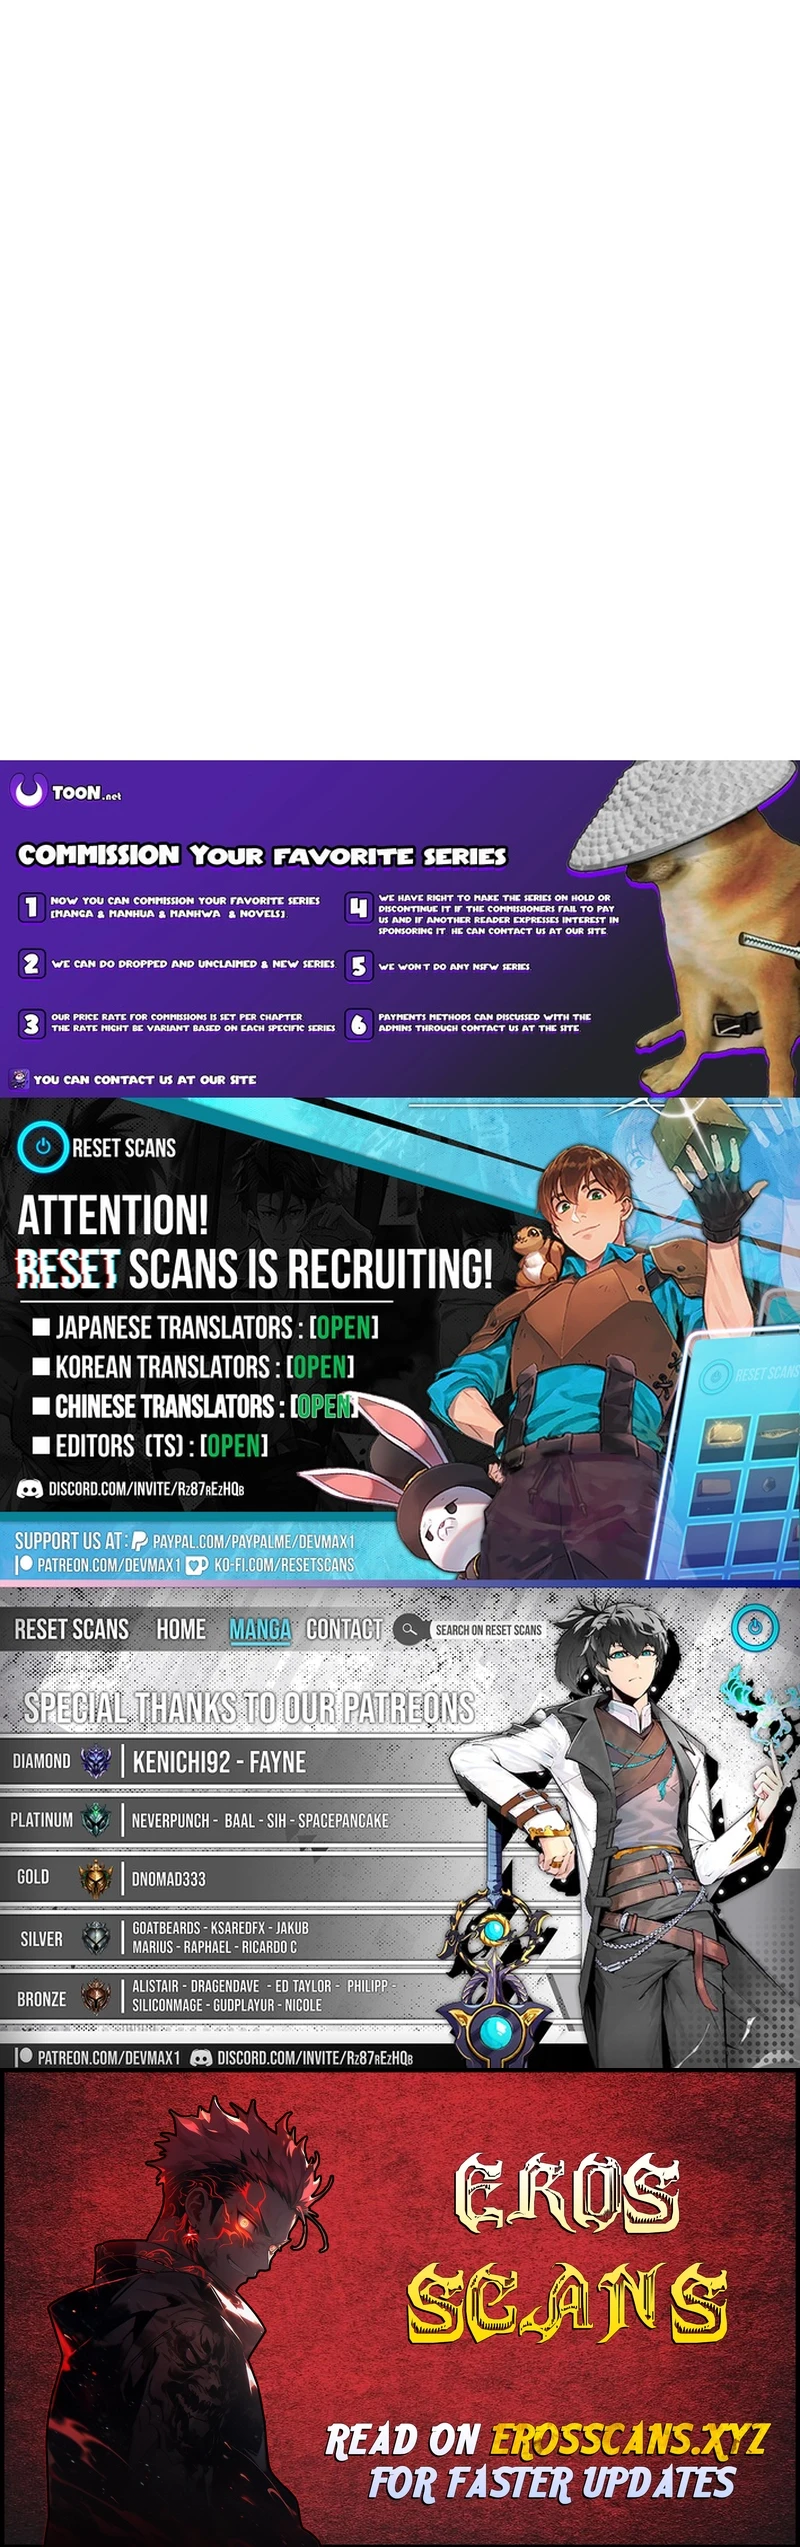 TOON.net
COMMISSION YOUR FAVORITE SERIES
1 NOW YOU CAN COMMISSION YOUR FAVORITE SERIES
[MANGA & MANHUA & MANHWA & NOVELS].
2 WE CAN DO DROPPED AND UNCLAIMED & NEW SERIES.
3 OUR PRICE RATE FOR COMMISSIONS IS SET PER CHAPTER
THE RATE MIGHT BE VARIANT BASED ON EACH SPECIFIC SERIES
4 WE HAVE RIGHT TO MAKE THE SERIES ON HOLD OR
DISCONTINUE IT IF THE COMMISSIONERS FAIL TO PAY
US AND IF ANOTHER READER EXPRESSES INTEREST IN
SPONSORING IT HE CAN CONTACT US AT OUR SITE.
5 WE WON'T DO ANY NSFW SERIES.
6 PAYMENTS METHODS CAN DISCUSSED WITH THE
ADMINS THROUGH CONTACT US AT THE SITE.
YOU CAN CONTACT US AT OUR SITE
RESET SCANS
ATTENTION!
RESET SCANS IS RECRUITING!
JAPANESE TRANSLATORS : [OPEN]
KOREAN TRANSLATORS : [OPEN]
CHINESE TRANSLATORS : [OPEN]
EDITORS (TS) : [OPEN]
DISCORD.COM/INVITE/Rz87REzHQB
RESET SCANS
SUPPORT US AT : PAYPAL.COM/PAYPALME/DEVMAX1
PATREON.COM/DEVMAX1 KO-FI.COM/RESETSCANS
RESET SCANS HOME MANGA CONTACT SEARCH ON RESET SCANS
SPECIAL THANKS TO OUR PATREONS
DIAMOND KENICHI92 - FAYNE
PLATINUM NEVERPUNCH - BAAL - SIH - SPACEPANCAKE
GOLD DNOMAD333
SILVER GOATBEARDS - KSAREDFX - JAKUB
MARIUS - RAPHAEL - RICARDO C
BRONZE ALISTAIR - DRAGENDAVE - ED TAYLOR - PHILIPP -
SILICONMAGE - GUDPLAYUR - NICOLE
PATREON.COM/DEVMAX1 DISCORD.COM/INVITE/Rz87REzHQB
EROS
SCANS
READ ON EROSSCANS.XYZ
FOR FASTER UPDATES